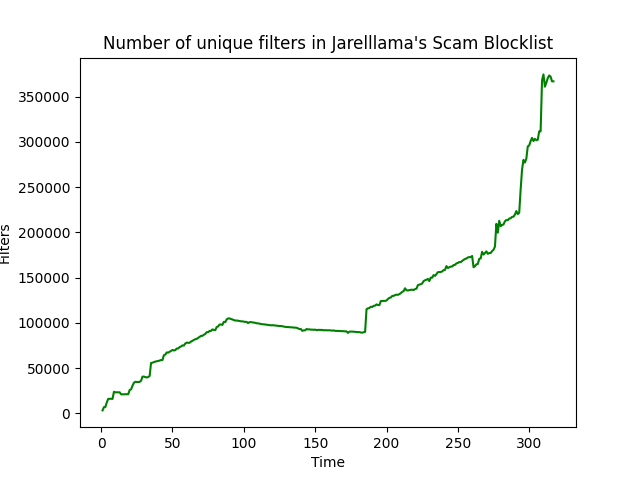 Number of unique filters in Jarelllama's Scam Blocklist
350000
300000
250000
200000
150000
100000
50000
0
Filters
0 50 100 150 200 250 300
Time